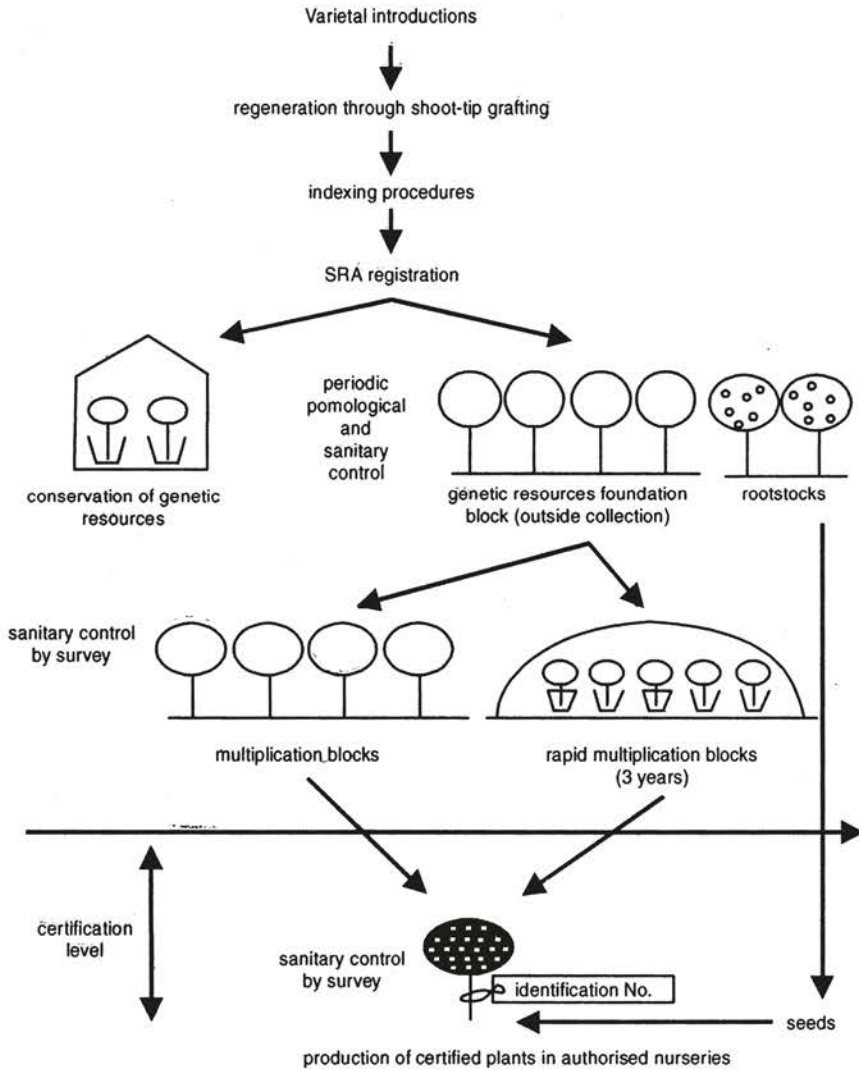 Varietal introductions
regeneration through shoot-tip grafting
indexing procedures
SRA registration
periodic
pomological
and
sanitary
control
conservation of genetic
resources
genetic resources foundation
block (outside collection)
rootstocks
sanitary control
by survey
multiplication blocks
rapid multiplication blocks
(3 years)
certification
level
sanitary control
by survey
identification No.
seeds
production of certified plants in authorised nurseries